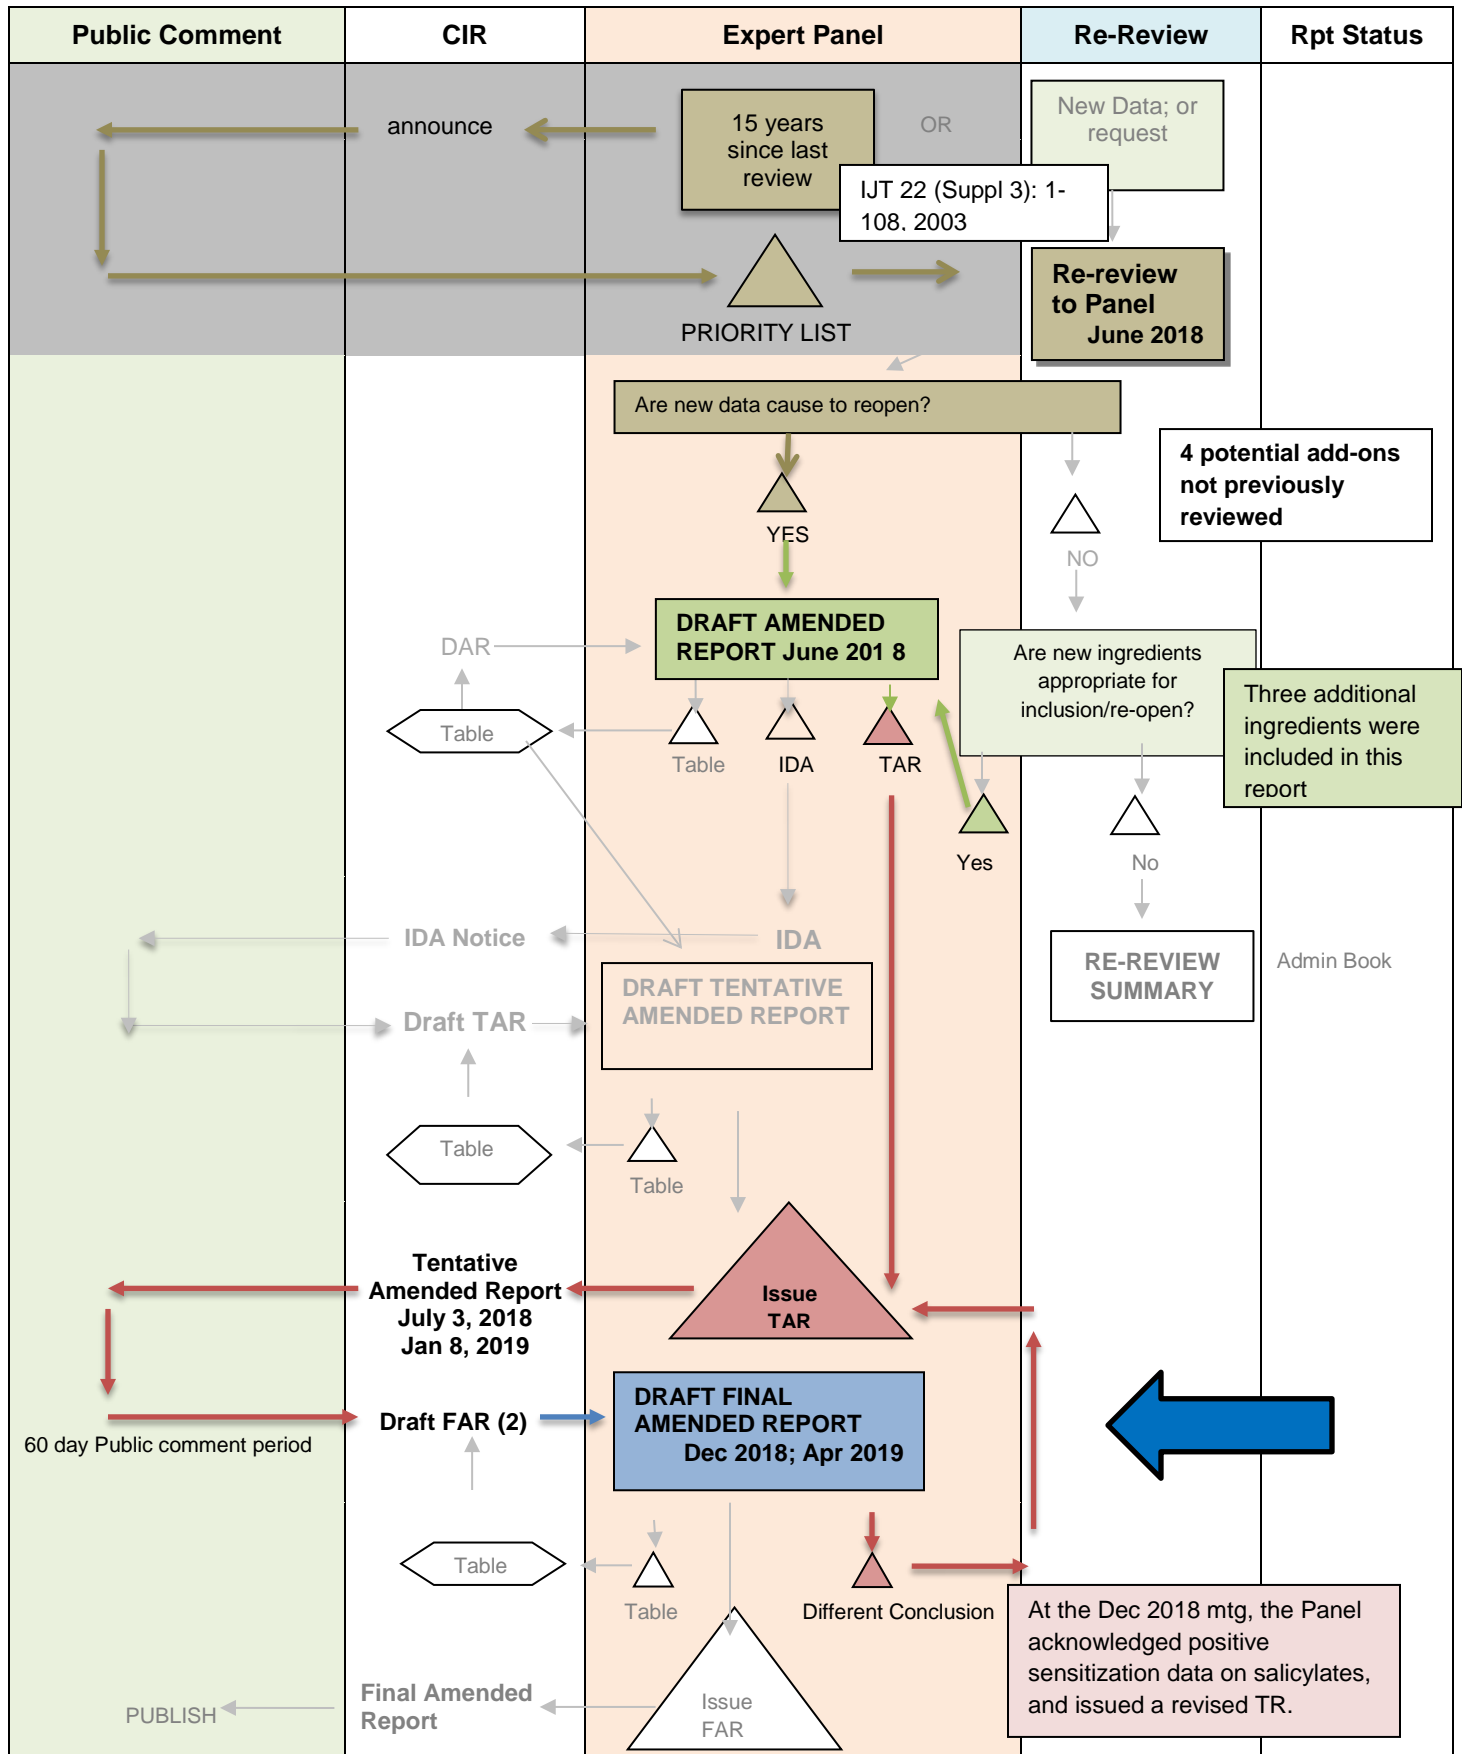 Public Comment
CIR
Expert Panel
Re-Review
Rpt Status
announce
15 years
since last
review
OR
New Data; or
request
IJT 22 (Suppl 3): 1-
108, 2003
PRIORITY LIST
Re-review
to Panel
June 2018
Are new data cause to reopen?
4 potential add-ons
not previously
reviewed
YES
NO
DAR
DRAFT AMENDED
REPORT June 201 8
Are new ingredients
appropriate for
inclusion/re-open?
Three additional
ingredients were
included in this
report
Table
Table
IDA
TAR
Yes
No
IDA Notice
IDA
RE-REVIEW
SUMMARY
Admin Book
Draft TAR
DRAFT TENTATIVE
AMENDED REPORT
Table
Table
Tentative
Amended Report
July 3, 2018
Jan 8, 2019
Issue
TAR
60 day Public comment period
Draft FAR (2)
DRAFT FINAL
AMENDED REPORT
Dec 2018; Apr 2019
Table
Table
Different Conclusion
At the Dec 2018 mtg, the Panel
acknowledged positive
sensitization data on salicylates,
and issued a revised TR.
PUBLISH
Final Amended
Report
Issue
FAR